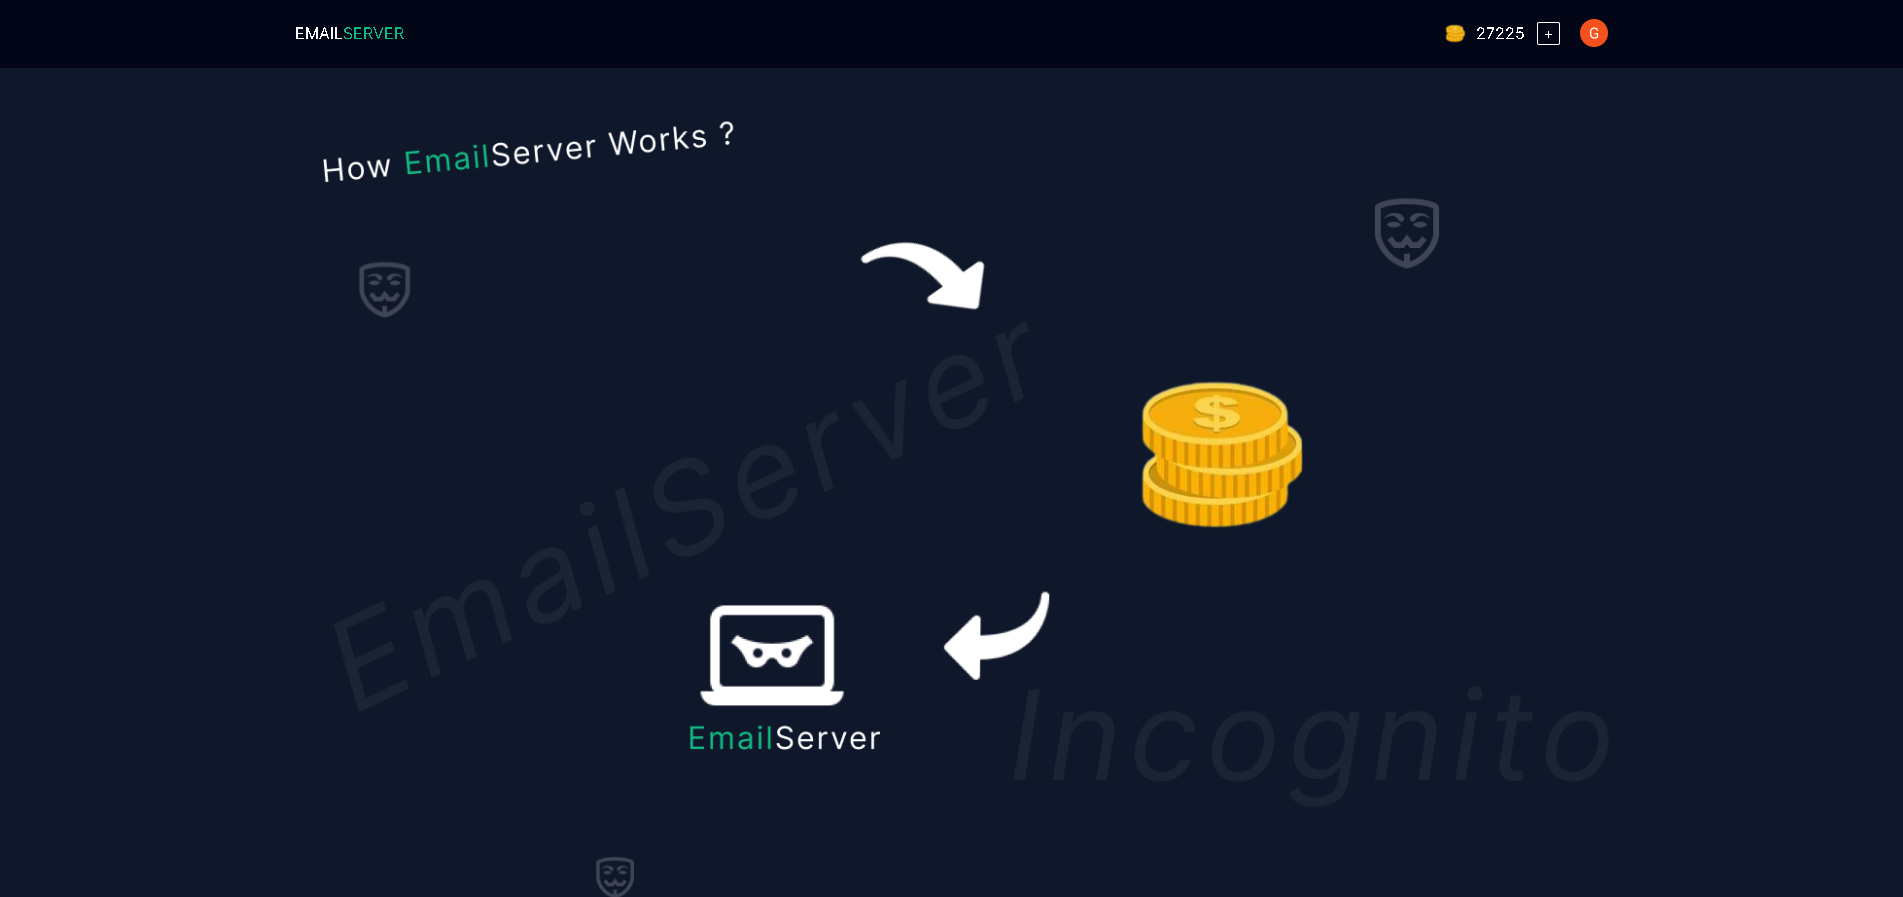 EMAILSERVER
27225
+
G
How EmailServer Works ?
$
EmailServer
EmailServer
Incognito